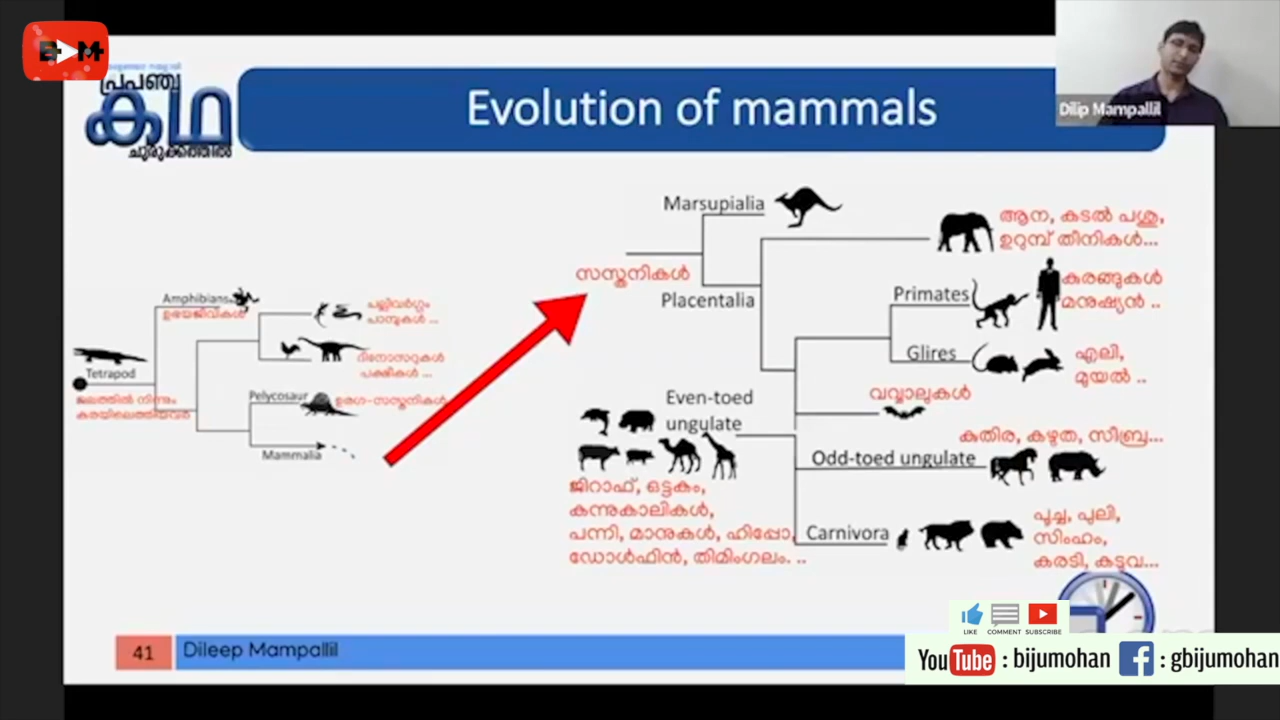 പ്രപഞ്ച
കഥ
ചുരുക്കത്തിൽ
Evolution of mammals
Dilip Mampallil
Marsupialia
സസ്തനികൾ
Placentalia
ആന, കടൽ പശു,
ഉറുമ്പ് തീനികൾ...
Primates
കുരങ്ങുകൾ
മനുഷ്യൻ ..
Glires
എലി,
മുയൽ ..
വവ്വാലുകൾ
Even-toed
ungulate
ജിറാഫ്, ഒട്ടകം,
കന്നുകാലികൾ,
പന്നി, മാനുകൾ, ഹിപ്പോ,
ഡോൾഫിൻ, തിമിംഗലം. ..
കുതിര, കഴുത, സീബ്ര...
Odd-toed ungulate
Carnivora
പൂച്ച, പുലി,
സിംഹം,
കരടി, കടുവ...
Amphibians
ഉഭയജീവികൾ
പല്ലിവർഗ്ഗം
പാമ്പുകൾ ...
ദിനോസറുകൾ
പക്ഷികൾ ...
Tetrapod
ജലത്തിൽ നിന്നും
കരയിലെത്തിയവർ
Pelycosaur
ഉരഗ-സസ്തനികൾ
Mammalia
41
Dileep Mampallil
LIKE COMMENT SUBSCRIBE
YouTube : bijumohan f : gbijumohan